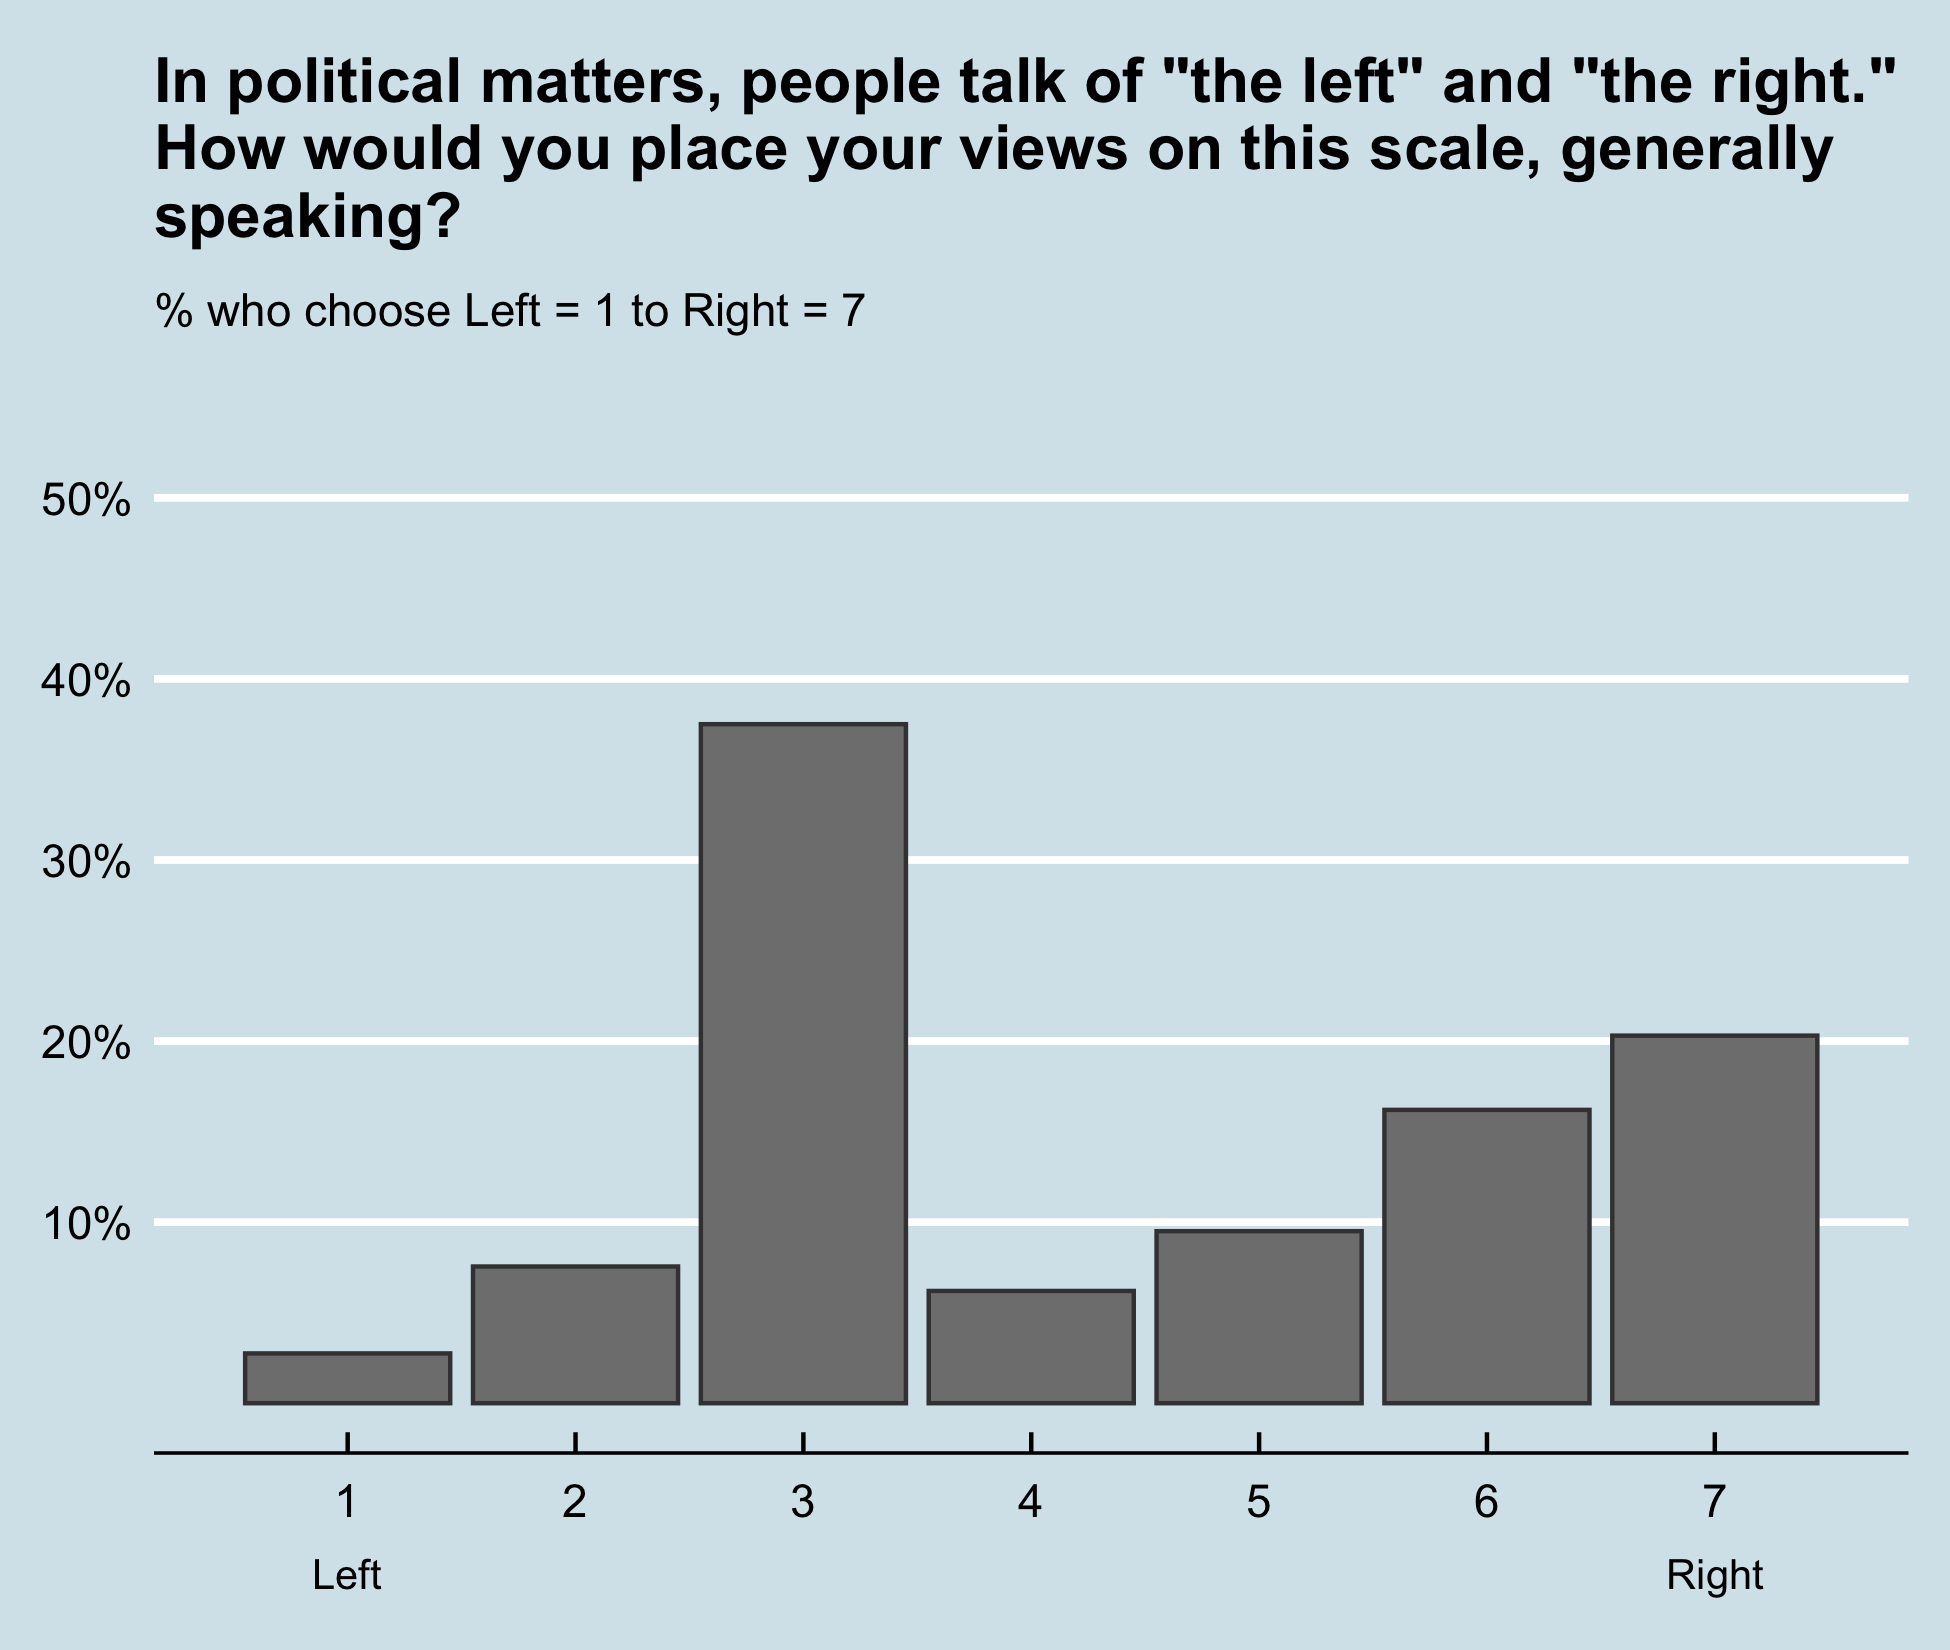 In political matters, people talk of "the left" and "the right."
How would you place your views on this scale, generally
speaking?
% who choose Left = 1 to Right = 7
50%
40%
30%
20%
10%
1 2 3 4 5 6 7
Left Right